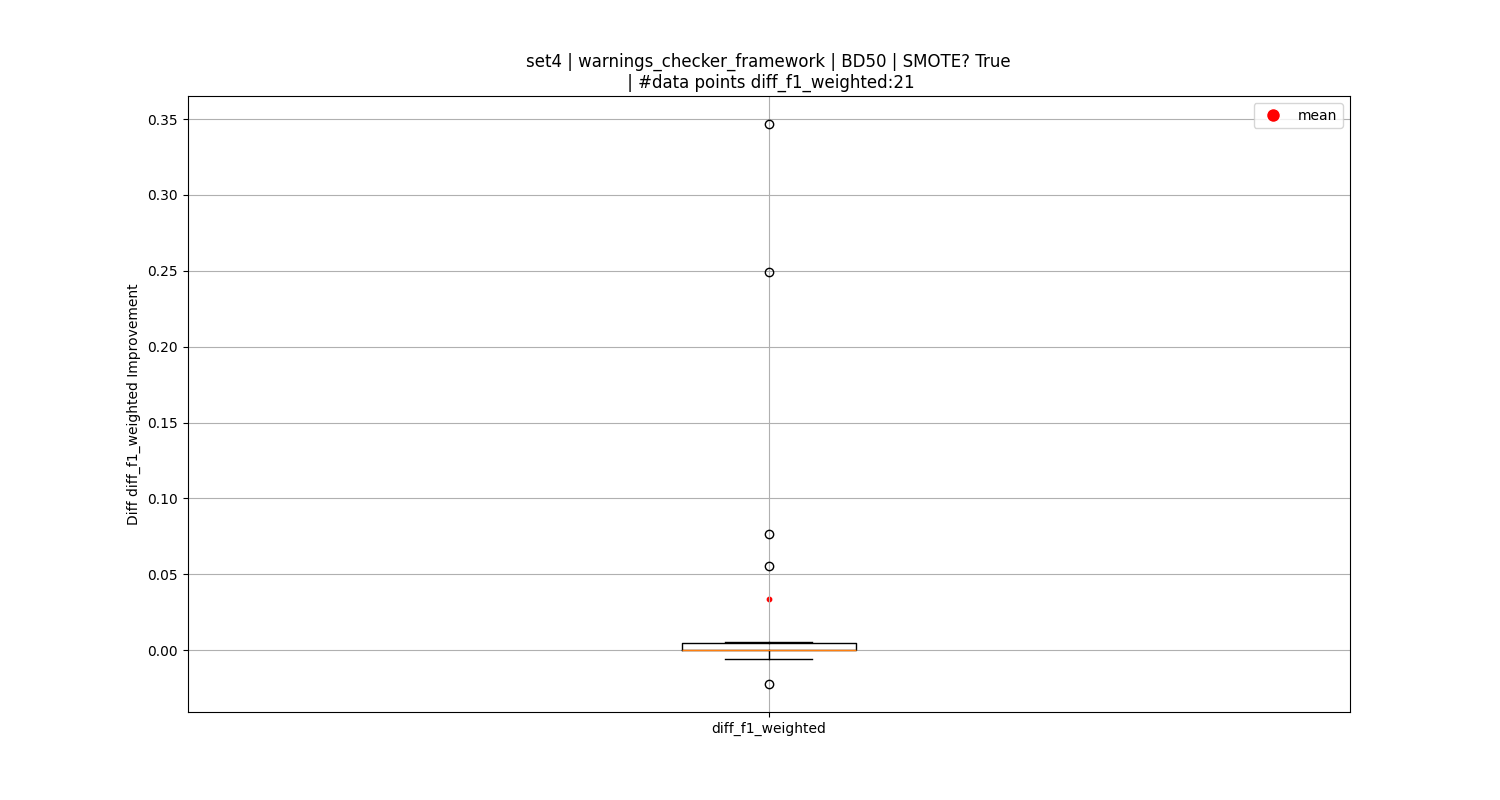 set4 | warnings_checker_framework | BD50 | SMOTE? True
| #data points diff_f1_weighted:21
mean
0.35
0.30
0.25
0.20
0.15
0.10
0.05
0.00
Diff diff_f1_weighted Improvement
diff_f1_weighted